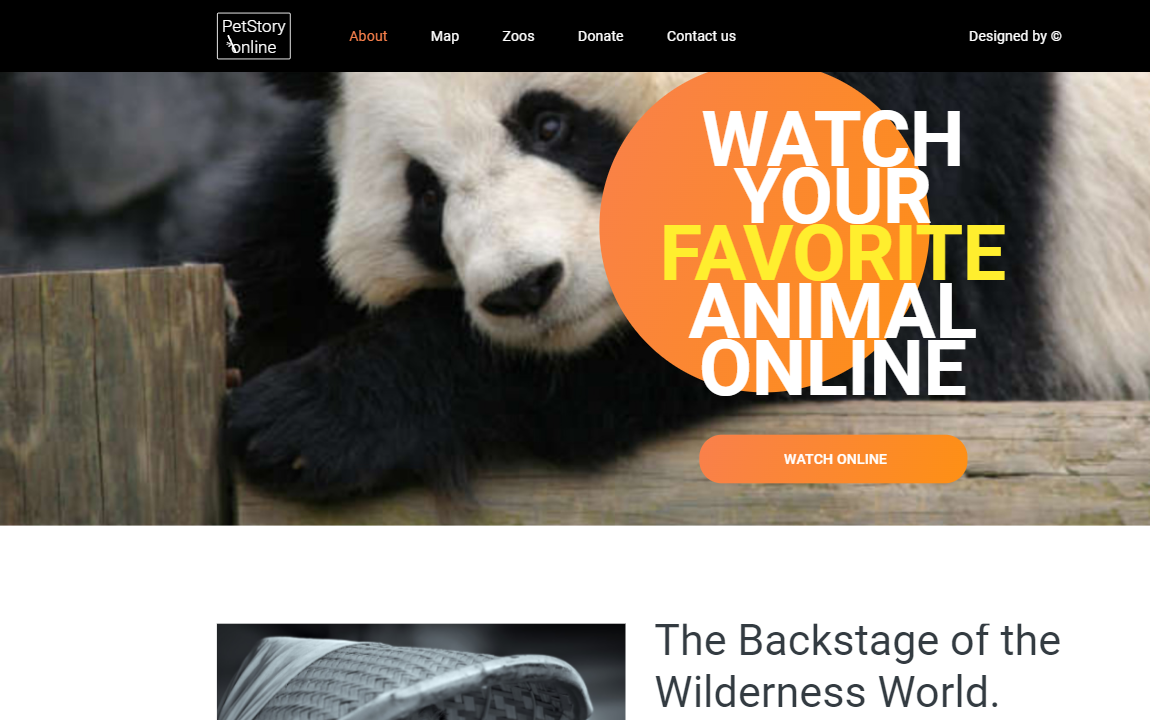 PetStory
online
About
Map
Zoos
Donate
Contact us
Designed by ©
WATCH
YOUR
FAVORITE
ANIMAL
ONLINE
WATCH ONLINE
The Backstage of the
Wilderness World.